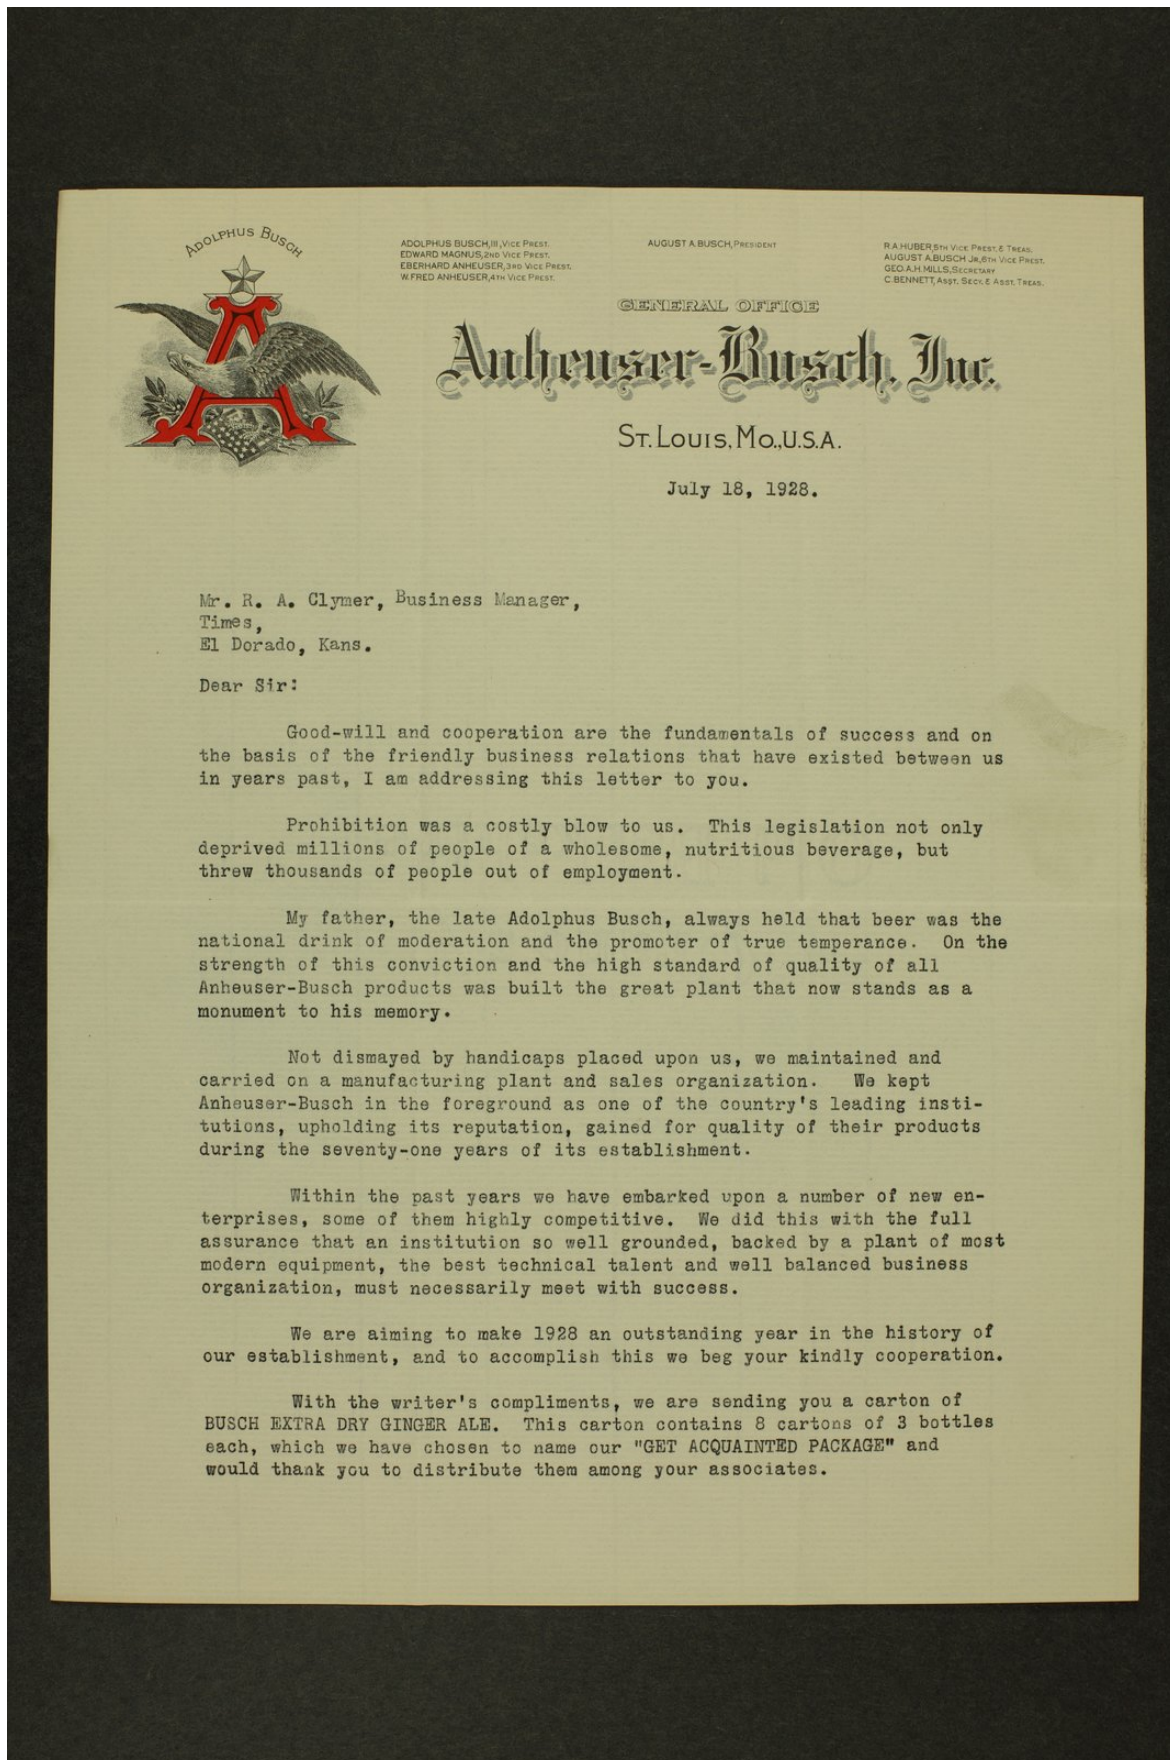 ADOLPHUS BUSCH
ADOLPHUS BUSCH, III, VICE PREST.
EDWARD MAGNUS, 2ND VICE PREST.
EBERHARD ANHEUSER, 3RD VICE PREST.
W. FRED ANHEUSER, 4TH VICE PREST.
AUGUST A. BUSCH, PRESIDENT
R.A. HUBER, 5TH VICE PREST. & TREAS.
AUGUST A. BUSCH JR, 6TH VICE PREST.
GEO. A.H. MILLS, SECRETARY
C. BENNETT, ASST. SECY. & ASST. TREAS.
GENERAL OFFICE
Anheuser-Busch, Inc.
ST. LOUIS, MO., U.S.A.
July 18, 1928.
Mr. R. A. Clymer, Business Manager,
Times,
El Dorado, Kans.
Dear Sir:
Good-will and cooperation are the fundamentals of success and on
the basis of the friendly business relations that have existed between us
in years past, I am addressing this letter to you.
Prohibition was a costly blow to us. This legislation not only
deprived millions of people of a wholesome, nutritious beverage, but
threw thousands of people out of employment.
My father, the late Adolphus Busch, always held that beer was the
national drink of moderation and the promoter of true temperance. On the
strength of this conviction and the high standard of quality of all
Anheuser-Busch products was built the great plant that now stands as a
monument to his memory.
Not dismayed by handicaps placed upon us, we maintained and
carried on a manufacturing plant and sales organization. We kept
Anheuser-Busch in the foreground as one of the country's leading insti-
tutions, upholding its reputation, gained for quality of their products
during the seventy-one years of its establishment.
Within the past years we have embarked upon a number of new en-
terprises, some of them highly competitive. We did this with the full
assurance that an institution so well grounded, backed by a plant of most
modern equipment, the best technical talent and well balanced business
organization, must necessarily meet with success.
We are aiming to make 1928 an outstanding year in the history of
our establishment, and to accomplish this we beg your kindly cooperation.
With the writer's compliments, we are sending you a carton of
BUSCH EXTRA DRY GINGER ALE. This carton contains 8 cartons of 3 bottles
each, which we have chosen to name our "GET ACQUAINTED PACKAGE" and
would thank you to distribute them among your associates.